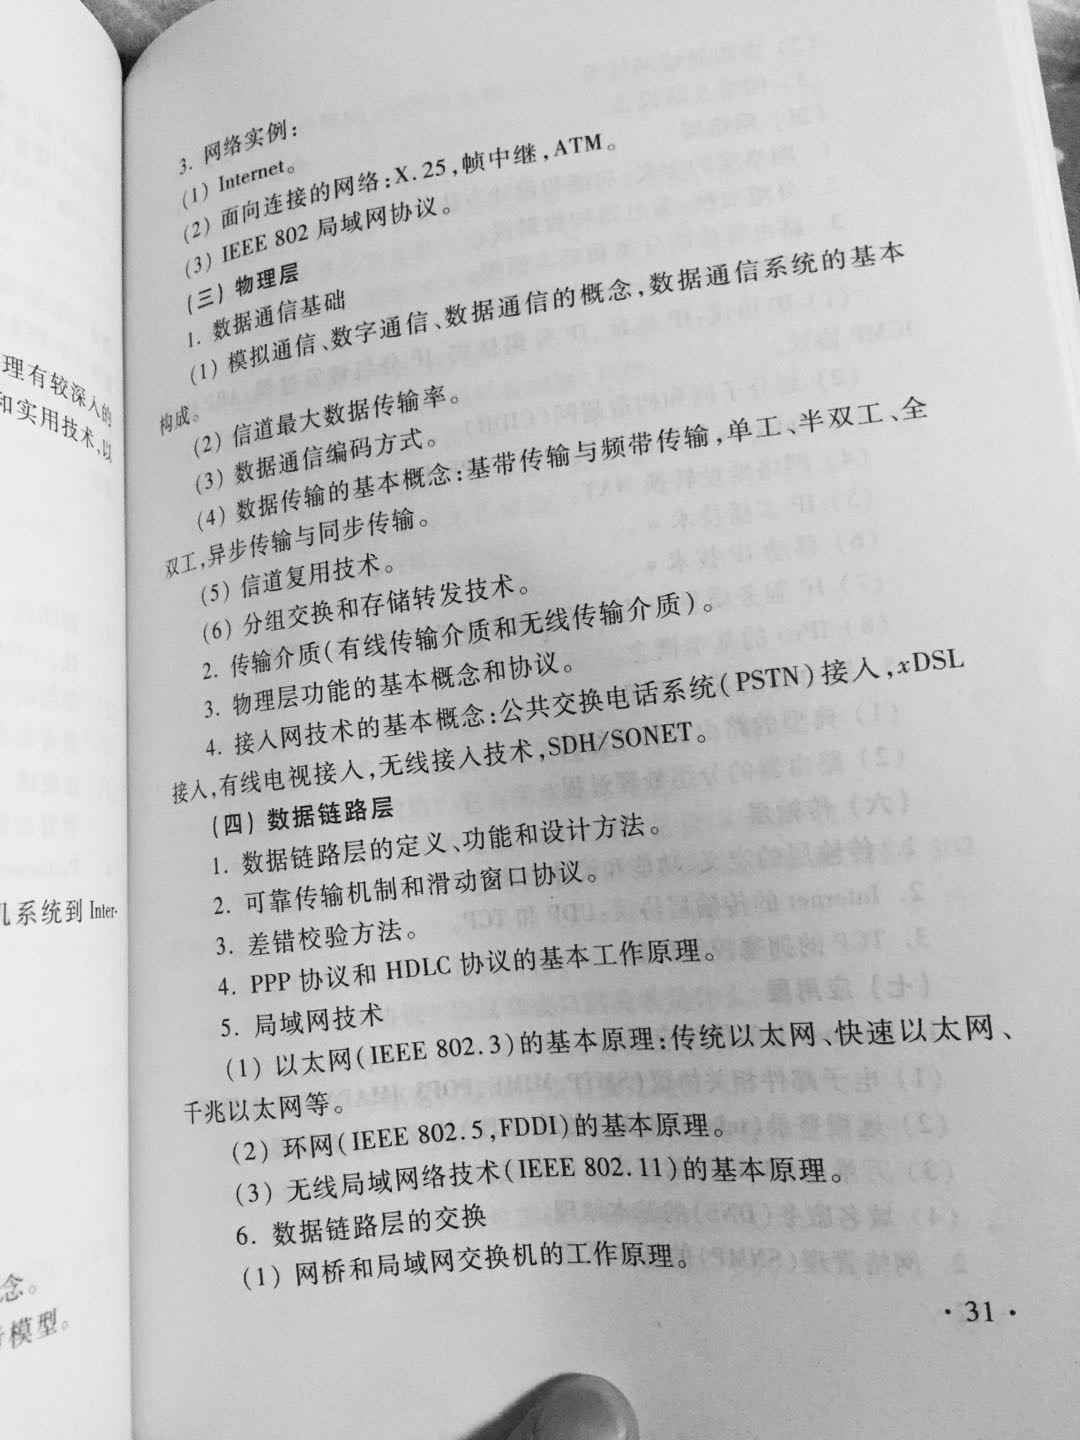 理有较深入的
和实用技术、以
几系统到 Inter-
念。
模型。
3. 网络实例：
(1) Internet。
(2) 面向连接的网络：X.25，帧中继，ATM。
(3) IEEE 802 局域网协议。
(三) 物理层
1. 数据通信基础
(1) 模拟通信、数字通信、数据通信的概念，数据通信系统的基本
构成。
(2) 信道最大数据传输率。
(3) 数据通信编码方式。
(4) 数据传输的基本概念：基带传输与频带传输，单工、半双工、全
双工，异步传输与同步传输。
(5) 信道复用技术。
(6) 分组交换和存储转发技术。
2. 传输介质(有线传输介质和无线传输介质)。
3. 物理层功能的基本概念和协议。
4. 接入网技术的基本概念：公共交换电话系统(PSTN)接入，xDSL
接入，有线电视接入，无线接入技术，SDH/SONET。
(四) 数据链路层
1. 数据链路层的定义、功能和设计方法。
2. 可靠传输机制和滑动窗口协议。
3. 差错校验方法。
4. PPP 协议和 HDLC 协议的基本工作原理。
5. 局域网技术
(1) 以太网(IEEE 802.3)的基本原理：传统以太网、快速以太网、
千兆以太网等。
(2) 环网(IEEE 802.5，FDDI)的基本原理。
(3) 无线局域网络技术(IEEE 802.11)的基本原理。
6. 数据链路层的交换
(1) 网桥和局域网交换机的工作原理。
· 31 ·